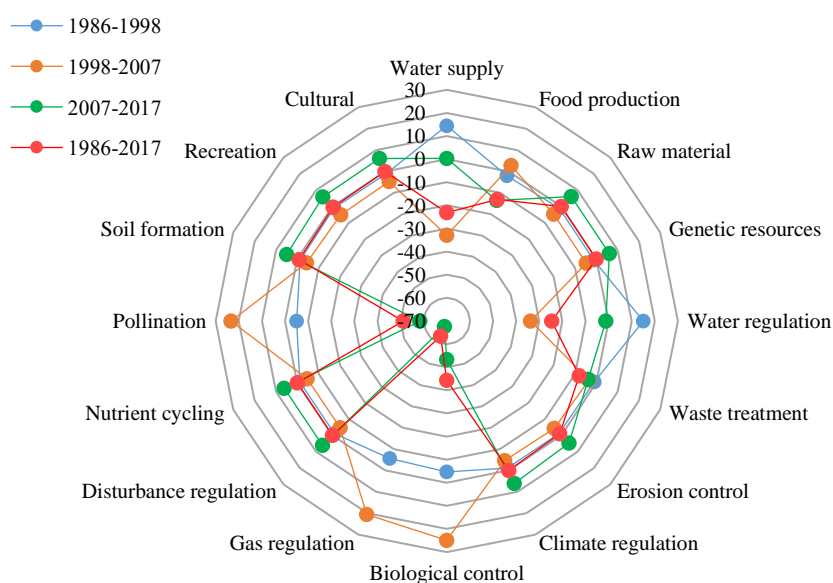 1986-1998
1998-2007
2007-2017
1986-2017
Water supply
Food production
Raw material
Genetic resources
Water regulation
Waste treatment
Erosion control
Climate regulation
Biological control
Gas regulation
Disturbance regulation
Nutrient cycling
Pollination
Soil formation
Recreation
Cultural
30
20
10
0
-10
-20
-30
-40
-50
-60
-70